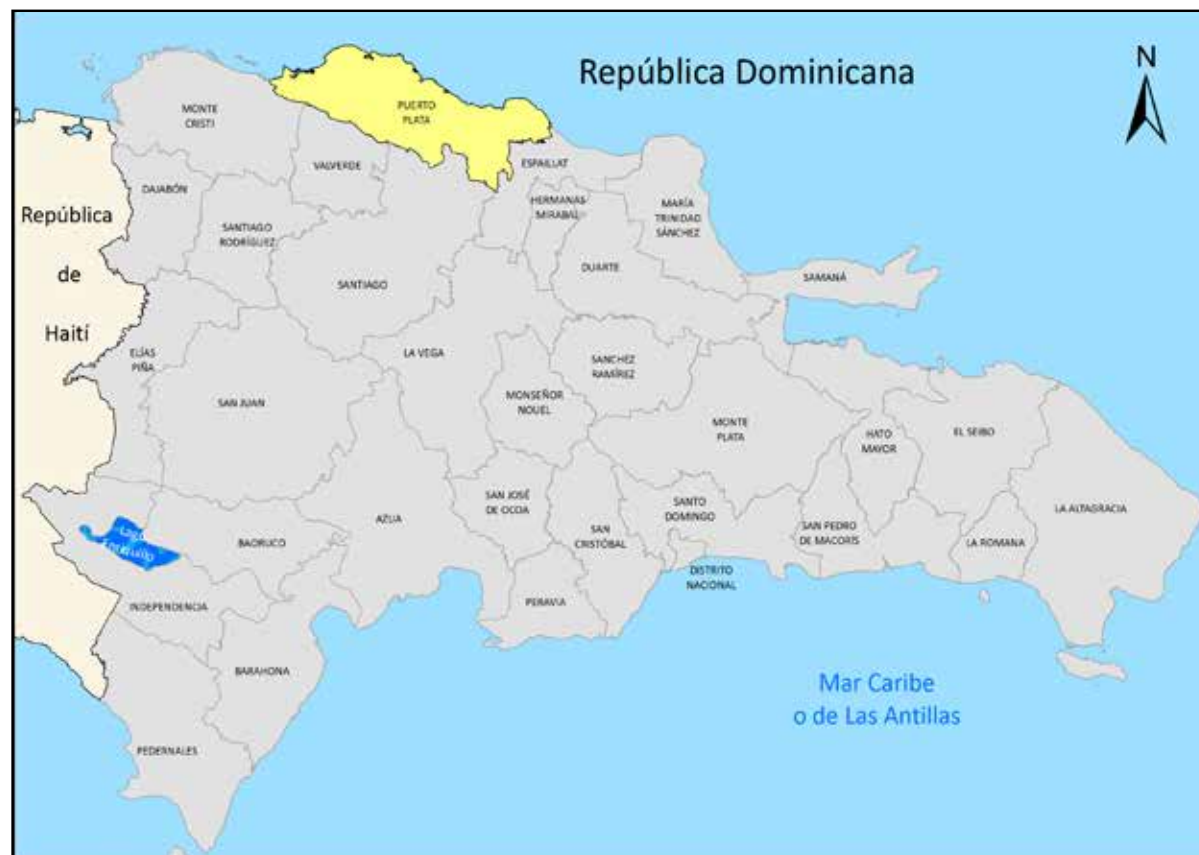 República Dominicana
N
PUERTO
PLATA
MONTE
CRISTI
VALVERDE
ESPAILLAT
DAJABÓN
HERMANAS
MIRABAL
MARÍA
TRINIDAD
SÁNCHEZ
República
de
Haití
SANTIAGO
RODRÍGUEZ
DUARTE
SAMANÁ
SANTIAGO
ELÍAS
PIÑA
LA VEGA
SANCHEZ
RAMÍREZ
SAN JUAN
MONSEÑOR
NOUEL
MONTE
PLATA
HATO
MAYOR
EL SEIBO
SAN JOSÉ
DE OCOA
SANTO
DOMINGO
LA ALTAGRACIA
AZUA
SAN
CRISTÓBAL
SAN PEDRO
DE MACORÍS
LA ROMANA
Lago
Enriquillo
BAORUCO
DISTRITO
NACIONAL
INDEPENDENCIA
PERAVIA
BARAHONA
Mar Caribe
o de Las Antillas
PEDERNALES